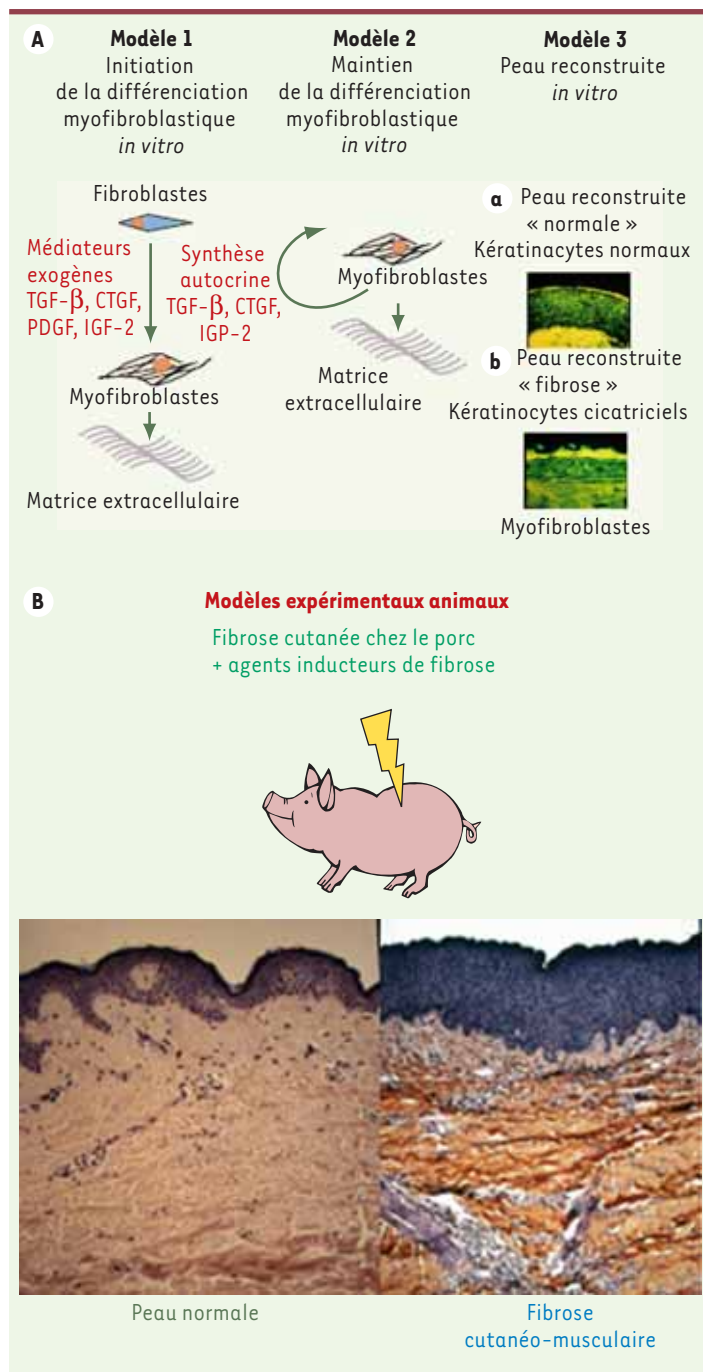 A
Modèle 1
Initiation
de la différenciation
myofibroblastique
in vitro
Modèle 2
Maintien
de la différenciation
myofibroblastique
in vitro
Modèle 3
Peau reconstruite
in vitro
Fibroblastes
Médiateurs
exogènes
TGF-β, CTGF,
PDGF, IGF-2
Myofibroblastes
Matrice extracellulaire
Synthèse
autocrine
TGF-β, CTGF,
IGP-2
Myofibroblastes
Matrice
extracellulaire
a Peau reconstruite
« normale »
Kératinacytes normaux
b Peau reconstruite
« fibrose »
Kératinocytes cicatriciels
Myofibroblastes
B
Modèles expérimentaux animaux
Fibrose cutanée chez le porc
+ agents inducteurs de fibrose
Peau normale
Fibrose
cutanéo-musculaire